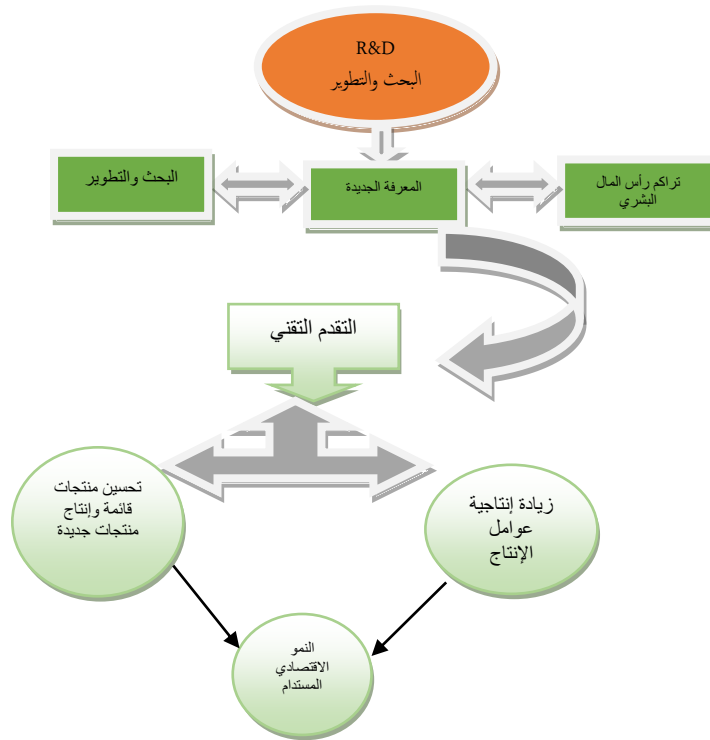 R&D
البحث والتطوير
تراكم رأس المال
البشري
المعرفة الجديدة
البحث والتطوير
التقدم التقني
زيادة إنتاجية
عوامل
الإنتاج
تحسين منتجات
قائمة وإنتاج
منتجات جديدة
النمو
الاقتصادي
المستدام